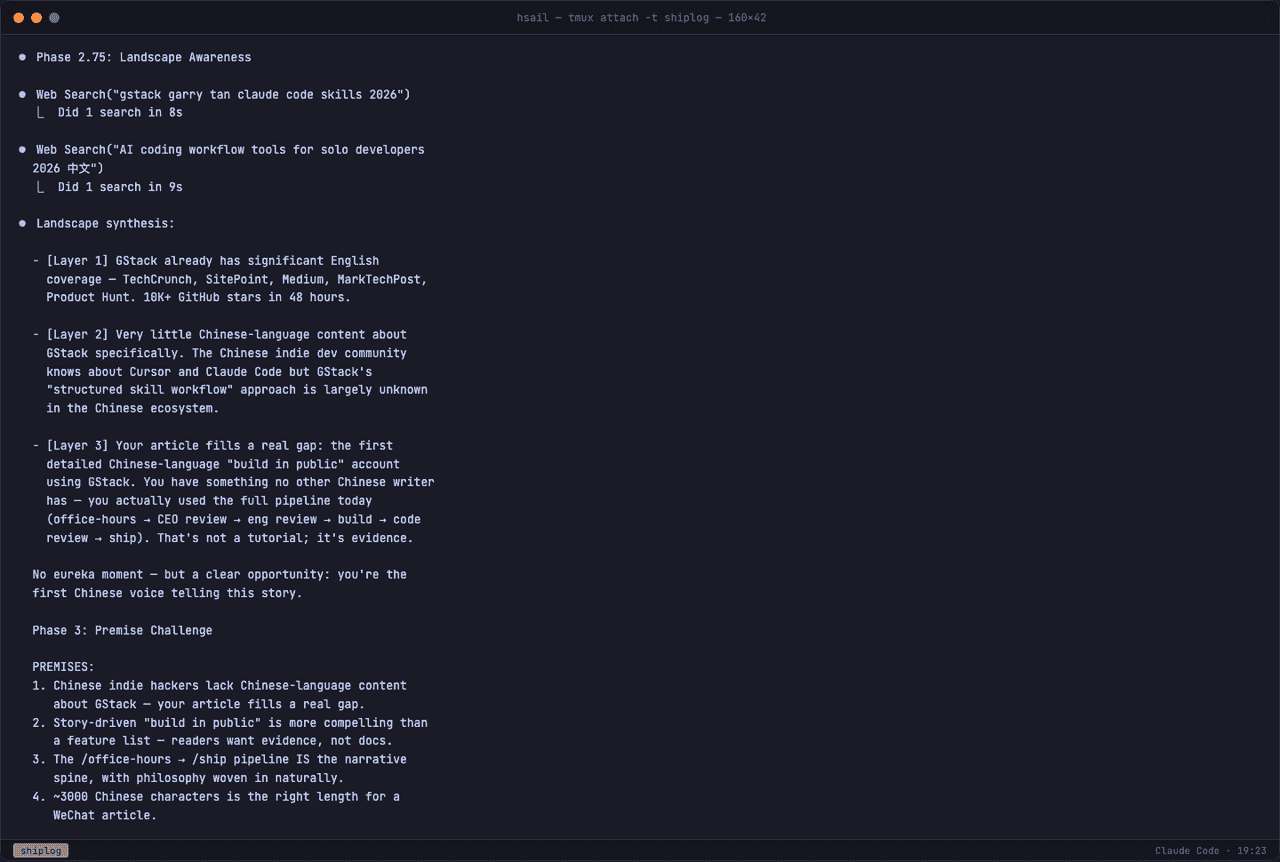 hsail — tmux attach -t shiplog — 160×42
● Phase 2.75: Landscape Awareness
● Web Search("gstack garry tan claude code skills 2026")
⎿ Did 1 search in 8s
● Web Search("AI coding workflow tools for solo developers
2026 中文")
⎿ Did 1 search in 9s
● Landscape synthesis:
- [Layer 1] GStack already has significant English
coverage — TechCrunch, SitePoint, Medium, MarkTechPost,
Product Hunt. 10K+ GitHub stars in 48 hours.
- [Layer 2] Very little Chinese-language content about
GStack specifically. The Chinese indie dev community
knows about Cursor and Claude Code but GStack's
"structured skill workflow" approach is largely unknown
in the Chinese ecosystem.
- [Layer 3] Your article fills a real gap: the first
detailed Chinese-language "build in public" account
using GStack. You have something no other Chinese writer
has — you actually used the full pipeline today
(office-hours → CEO review → eng review → build → code
review → ship). That's not a tutorial; it's evidence.
No eureka moment — but a clear opportunity: you're the
first Chinese voice telling this story.
Phase 3: Premise Challenge
PREMISES:
1. Chinese indie hackers lack Chinese-language content
about GStack — your article fills a real gap.
2. Story-driven "build in public" is more compelling than
a feature list — readers want evidence, not docs.
3. The /office-hours → /ship pipeline IS the narrative
spine, with philosophy woven in naturally.
4. ~3000 Chinese characters is the right length for a
WeChat article.
shiplog
Claude Code · 19:23